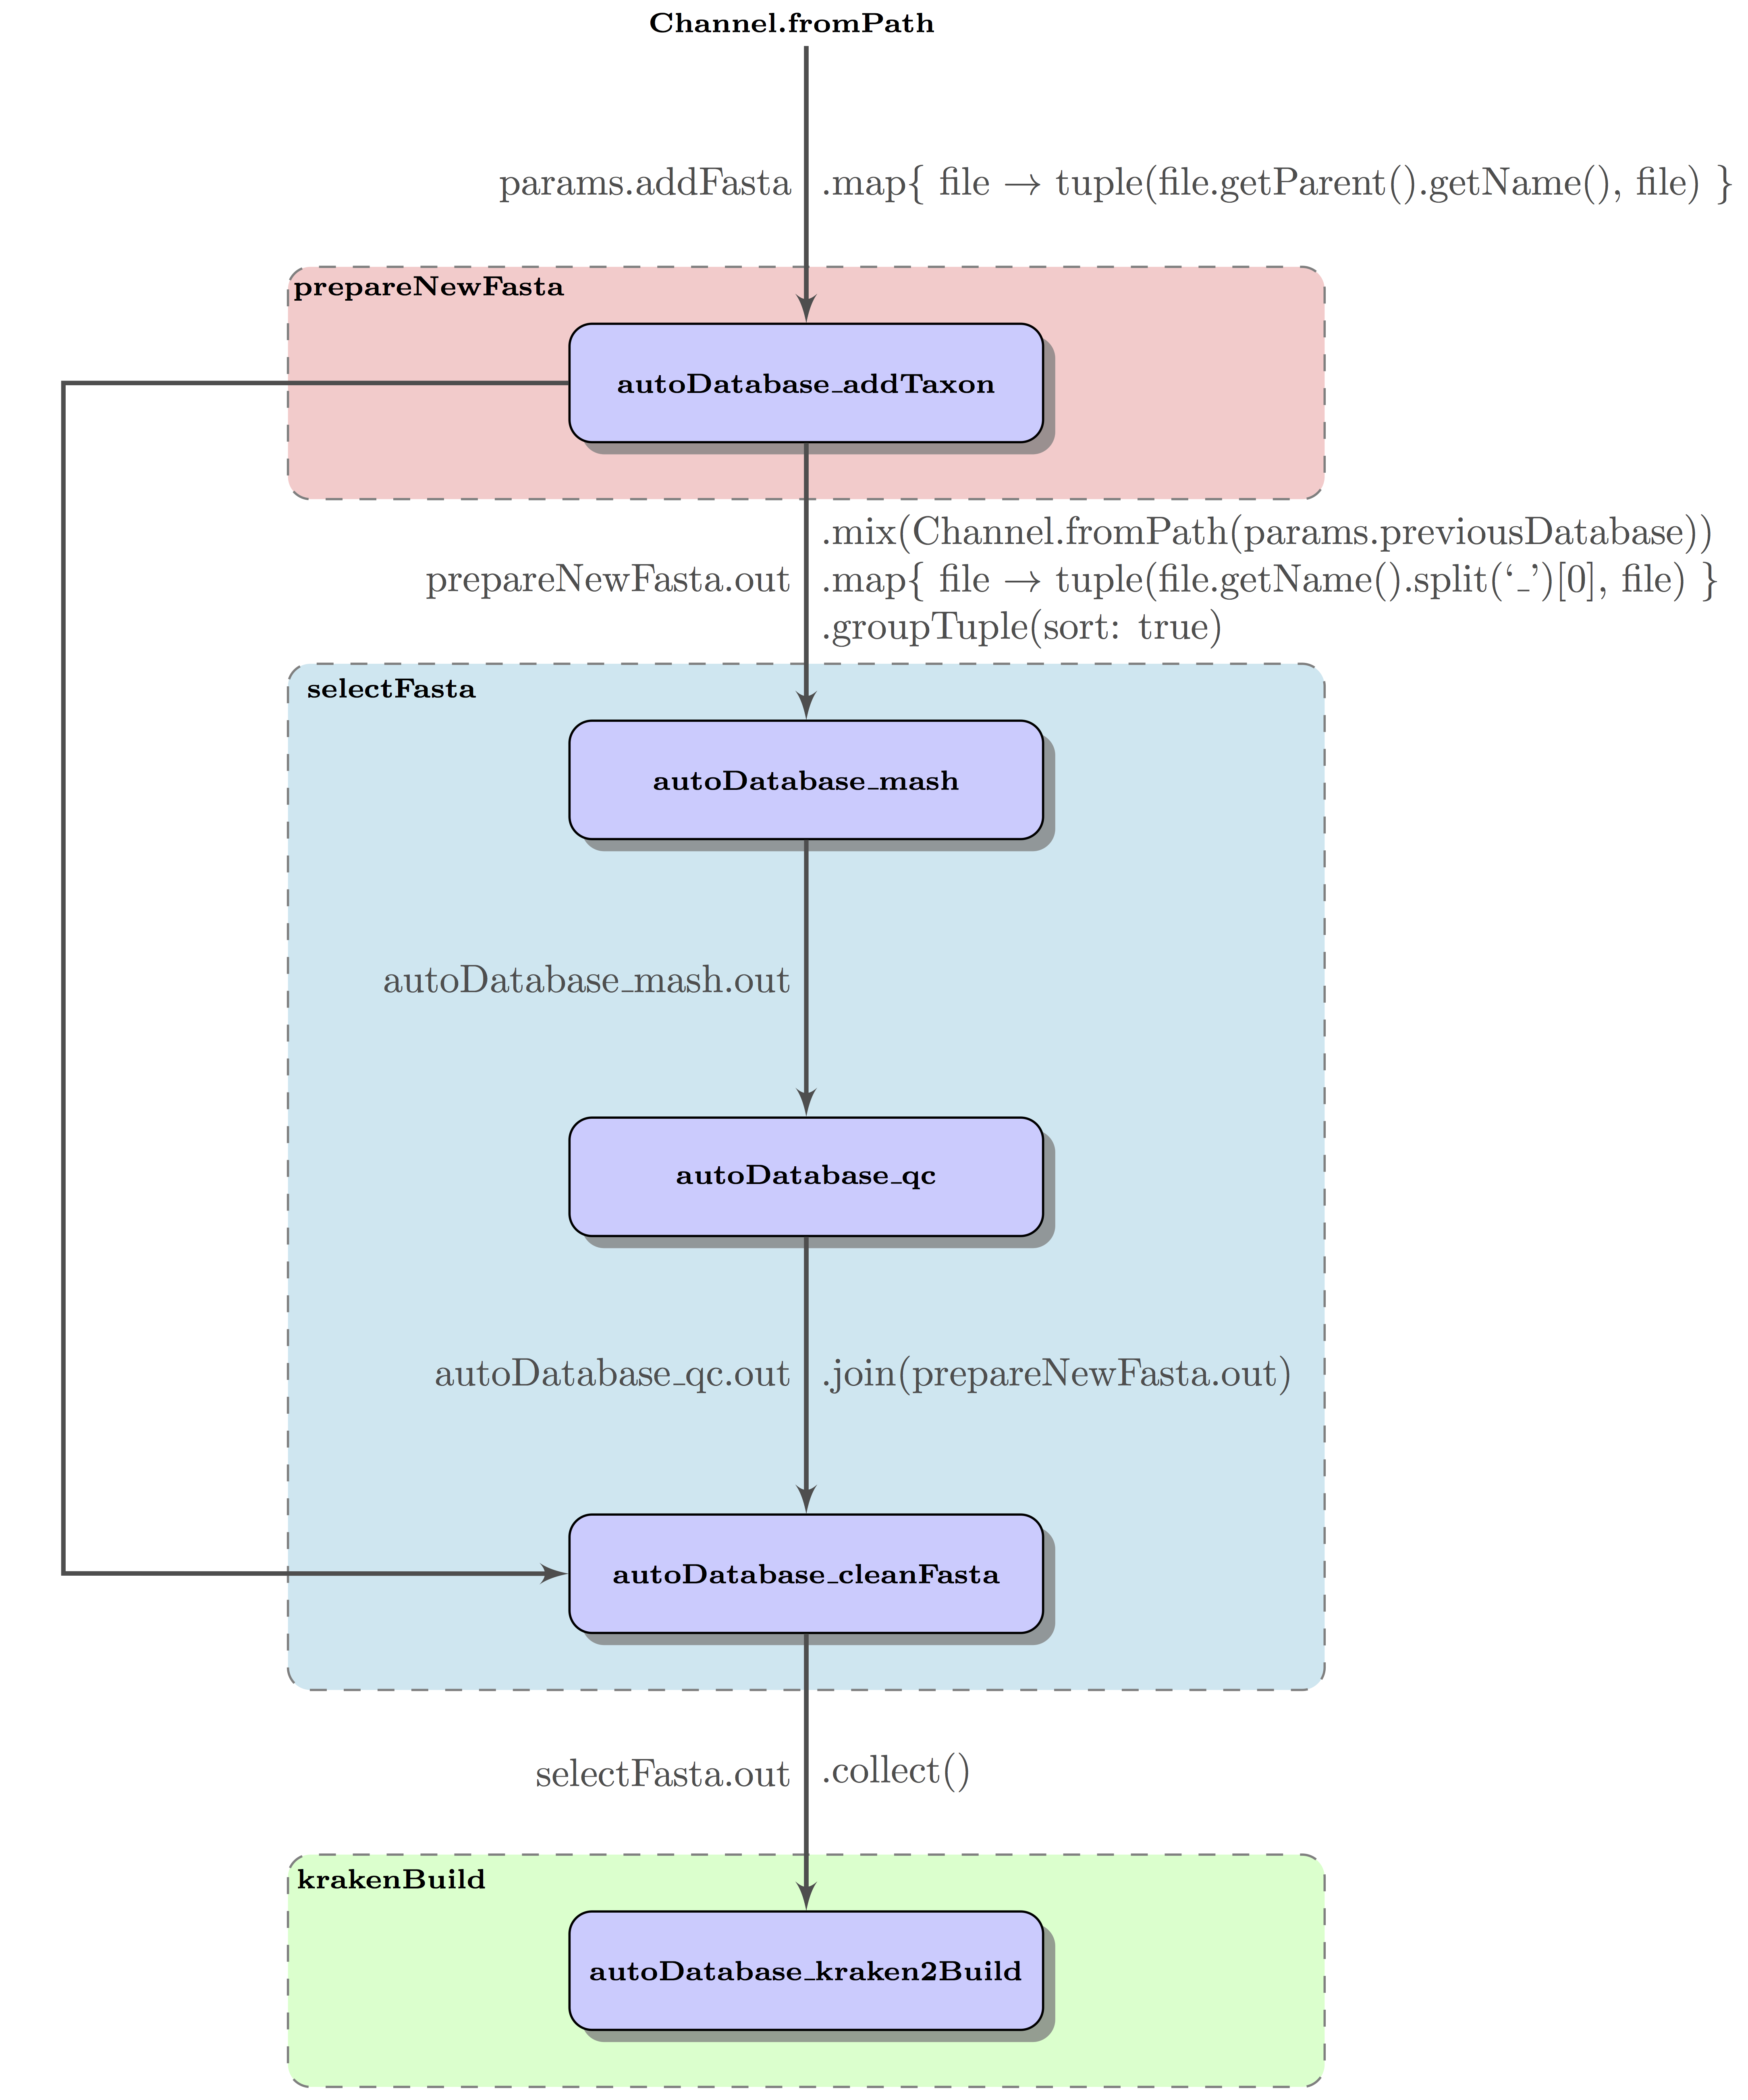 Channel.fromPath
params.addFasta
.map{ file → tuple(file.getParent().getName(), file) }
prepareNewFasta
autoDatabase_addTaxon
prepareNewFasta.out
.mix(Channel.fromPath(params.previousDatabase))
.map{ file → tuple(file.getName().split(‘_’)[0], file) }
.groupTuple(sort: true)
selectFasta
autoDatabase_mash
autoDatabase_mash.out
autoDatabase_qc
autoDatabase_qc.out
.join(prepareNewFasta.out)
autoDatabase_cleanFasta
selectFasta.out
.collect()
krakenBuild
autoDatabase_kraken2Build